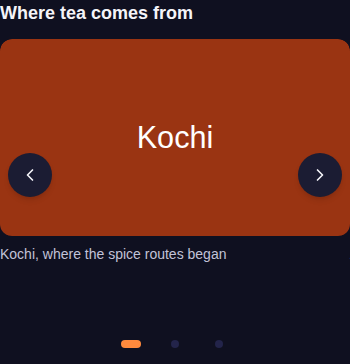 Where tea comes from
Kochi
Kochi, where the spice routes began